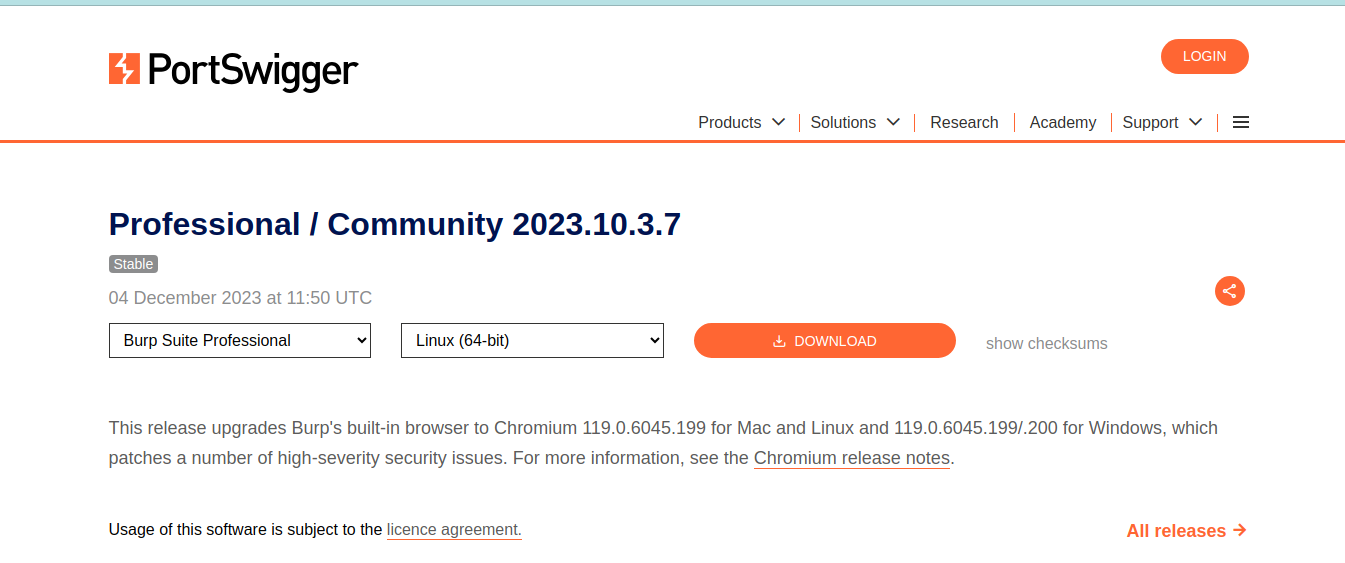 PortSwigger
LOGIN
Products
Solutions
Research
Academy
Support
Professional / Community 2023.10.3.7
Stable
04 December 2023 at 11:50 UTC
Burp Suite Professional
Linux (64-bit)
DOWNLOAD
show checksums
This release upgrades Burp's built-in browser to Chromium 119.0.6045.199 for Mac and Linux and 119.0.6045.199/.200 for Windows, which
patches a number of high-severity security issues. For more information, see the Chromium release notes.
Usage of this software is subject to the licence agreement.
All releases